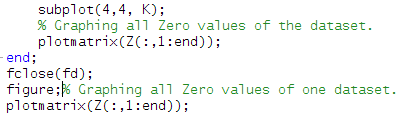 subplot(4,4, K);
% Graphing all Zero values of the dataset.
plotmatrix(Z(:,1:end));
end;
fclose(fd);
figure;% Graphing all Zero values of one dataset.
plotmatrix(Z(:,1:end));